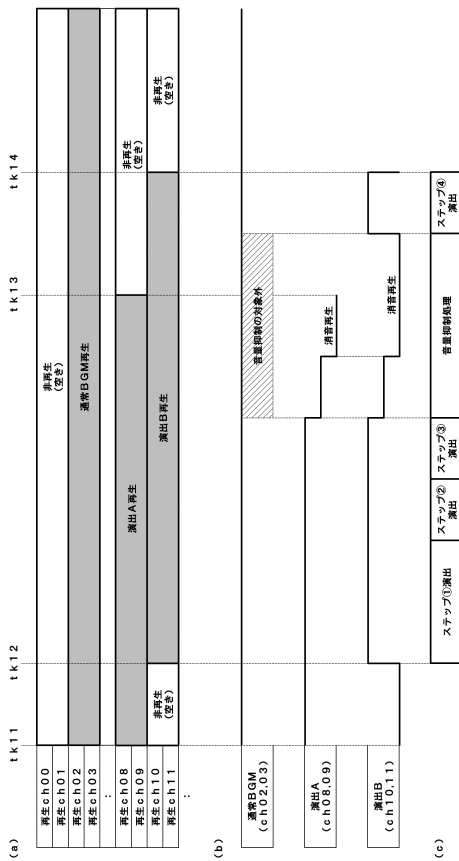 (a)
tk11
tk12
tk13
tk14
再生ch00
再生ch01
再生ch02
再生ch03
:
再生ch08
再生ch09
再生ch10
再生ch11
:
非再生
(空き)
通常BGM再生
演出A再生
非再生
(空き)
非再生
(空き)
演出B再生
非再生
(空き)
(b)
通常BGM
(ch02,03)
音量抑制の対象外
演出A
(ch08,09)
消音再生
演出B
(ch10,11)
消音再生
(c)
ステップ①演出
ステップ②
演出
ステップ③
演出
音量抑制処理
ステップ④
演出